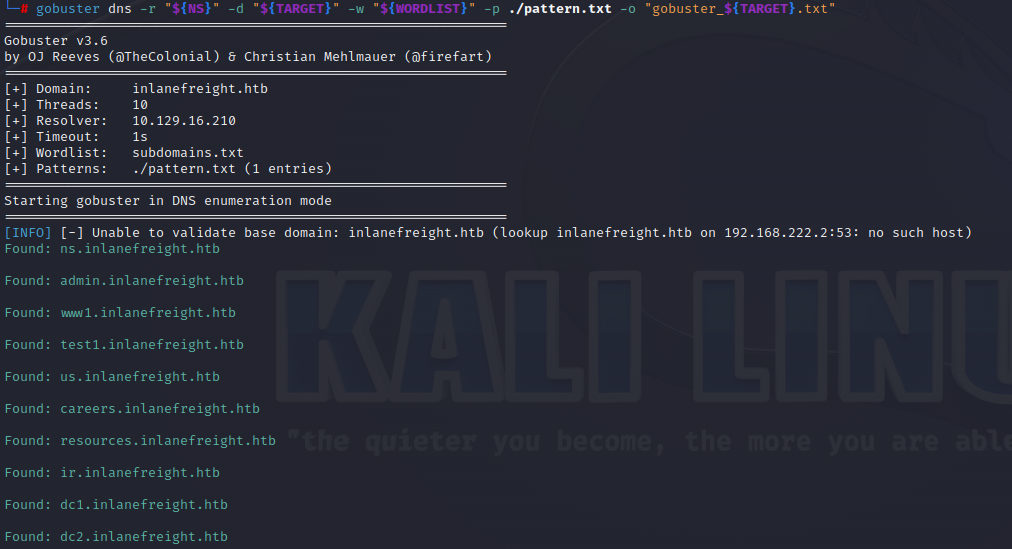 └─# gobuster dns -r "${NS}" -d "${TARGET}" -w "${WORDLIST}" -p ./pattern.txt -o "gobuster_${TARGET}.txt"
===============================================================
Gobuster v3.6
by OJ Reeves (@TheColonial) & Christian Mehlmauer (@firefart)
===============================================================
[+] Domain:     inlanefreight.htb
[+] Threads:    10
[+] Resolver:   10.129.16.210
[+] Timeout:    1s
[+] Wordlist:   subdomains.txt
[+] Patterns:   ./pattern.txt (1 entries)
===============================================================
Starting gobuster in DNS enumeration mode
===============================================================
[INFO] [-] Unable to validate base domain: inlanefreight.htb (lookup inlanefreight.htb on 192.168.222.2:53: no such host)
Found: ns.inlanefreight.htb
Found: admin.inlanefreight.htb
Found: www1.inlanefreight.htb
Found: test1.inlanefreight.htb
Found: us.inlanefreight.htb
Found: careers.inlanefreight.htb
Found: resources.inlanefreight.htb
Found: ir.inlanefreight.htb
Found: dc1.inlanefreight.htb
Found: dc2.inlanefreight.htb
KALI LINU
"the quieter you become, the more you are able